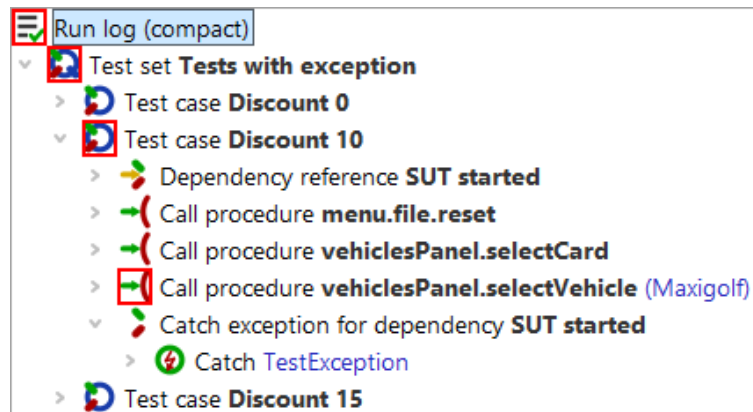 Run log (compact)
Test set Tests with exception
Test case Discount 0
Test case Discount 10
Dependency reference SUT started
Call procedure menu.file.reset
Call procedure vehiclesPanel.selectCard
Call procedure vehiclesPanel.selectVehicle (Maxigolf)
Catch exception for dependency SUT started
Catch TestException
Test case Discount 15